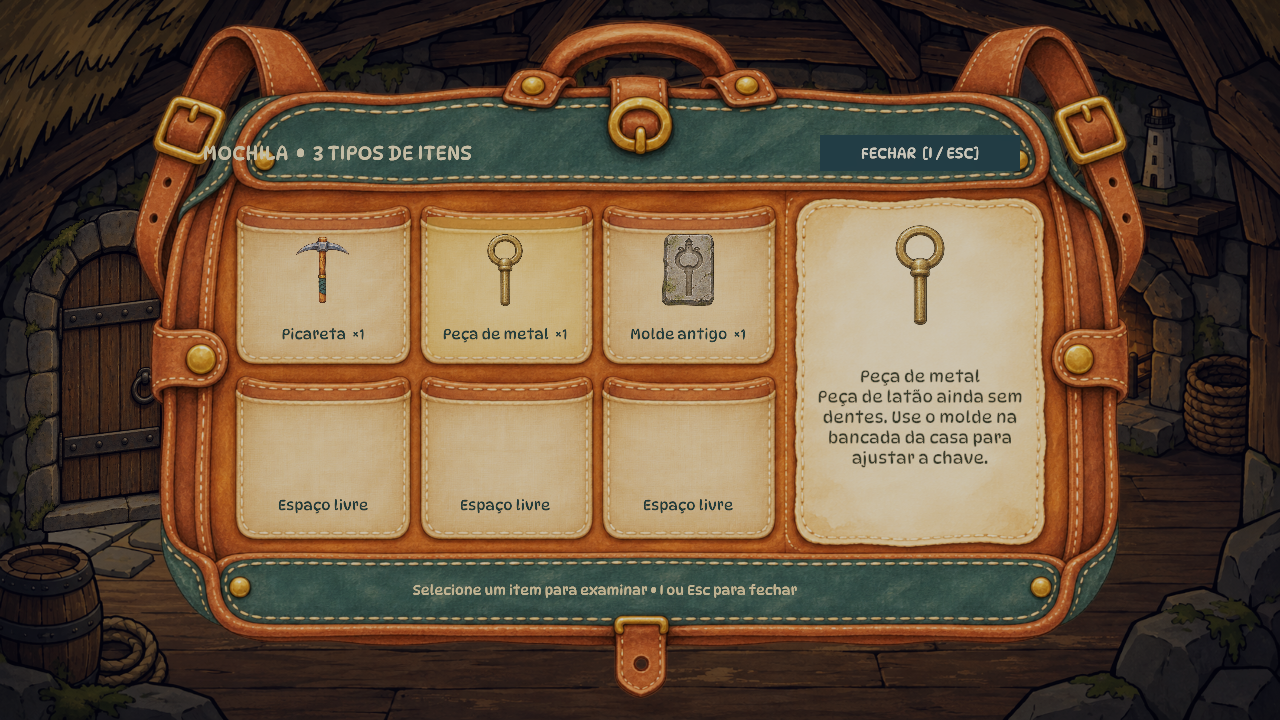 MOCHILA • 3 TIPOS DE ITENS
FECHAR [I / ESC]
Picareta ×1
Peça de metal ×1
Molde antigo ×1
Peça de metal
Peça de latão ainda sem
dentes. Use o molde na
bancada da casa para
ajustar a chave.
Espaço livre
Espaço livre
Espaço livre
Selecione um item para examinar • I ou Esc para fechar